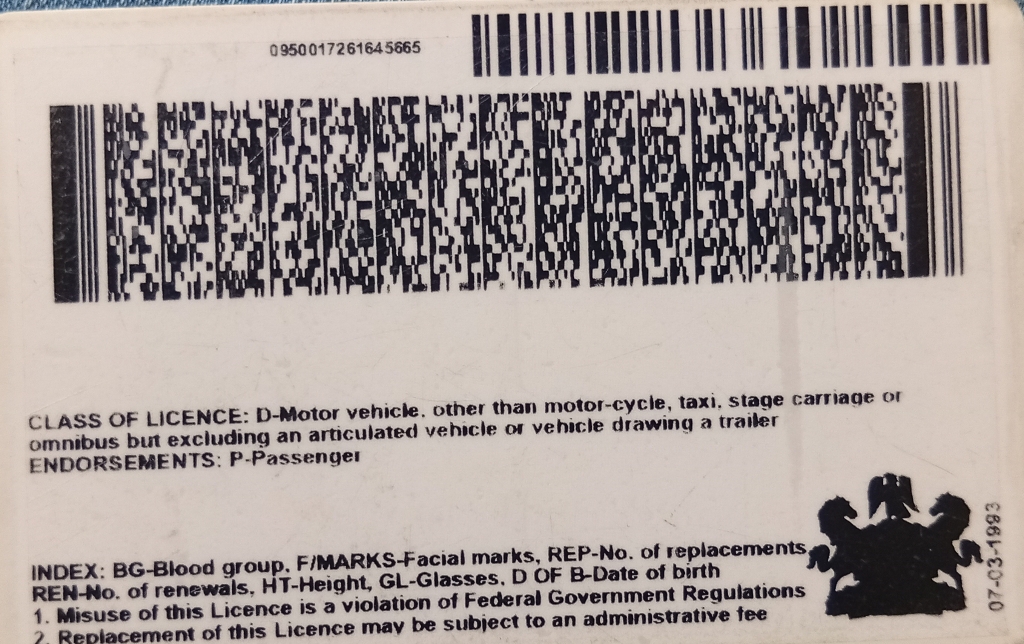 0950017261645665
CLASS OF LICENCE: D-Motor vehicle, other than motor-cycle, taxi, stage carriage or
omnibus but excluding an articulated vehicle or vehicle drawing a trailer
ENDORSEMENTS: P-Passenger
INDEX: BG-Blood group, F/MARKS-Facial marks, REP-No. of replacements,
REN-No. of renewals, HT-Height, GL-Glasses, D OF B-Date of birth
1. Misuse of this Licence is a violation of Federal Government Regulations
2. Replacement of this Licence may be subject to an administrative fee
07-03-1993